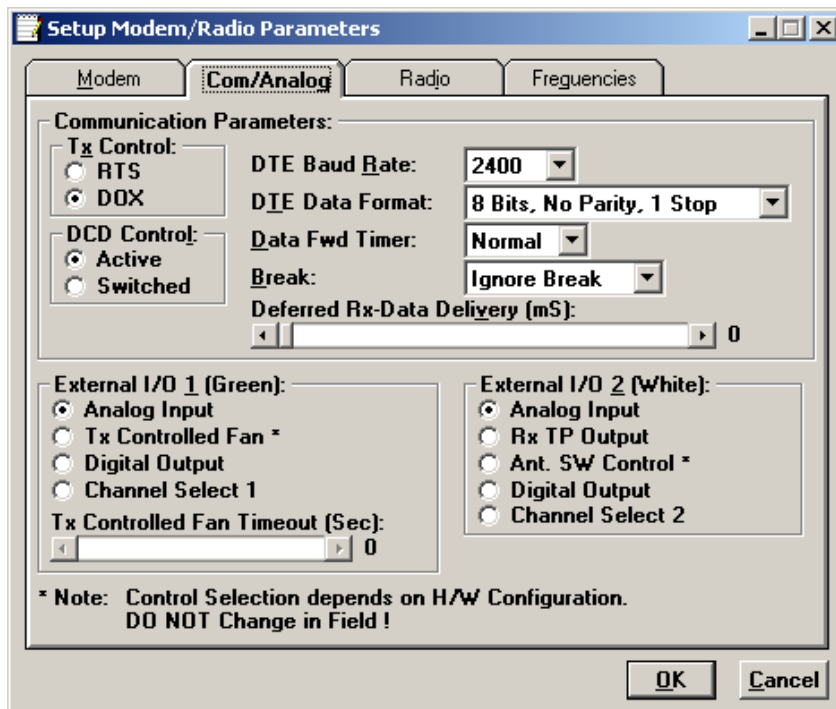 Setup Modem/Radio Parameters
Modem Com/Analog Radio Freguencies
Communication Parameters:
Tx Control:
RTS
DOX
DCD Control:
Active
Switched
DTE Baud Rate: 2400
DTE Data Format: 8 Bits, No Parity, 1 Stop
Data Fwd Timer: Normal
Break: Ignore Break
Deferred Rx-Data Delivery (mS):
0
External I/O 1 (Green):
Analog Input
Tx Controlled Fan *
Digital Output
Channel Select 1
Tx Controlled Fan Timeout (Sec):
0
External I/O 2 (White):
Analog Input
Rx TP Output
Ant. SW Control *
Digital Output
Channel Select 2
* Note: Control Selection depends on H/W Configuration.
DO NOT Change in Field !
OK Cancel